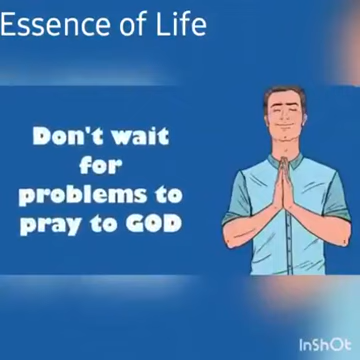 Essence of Life
Don't wait
for
problems to
pray to GOD
InShOt